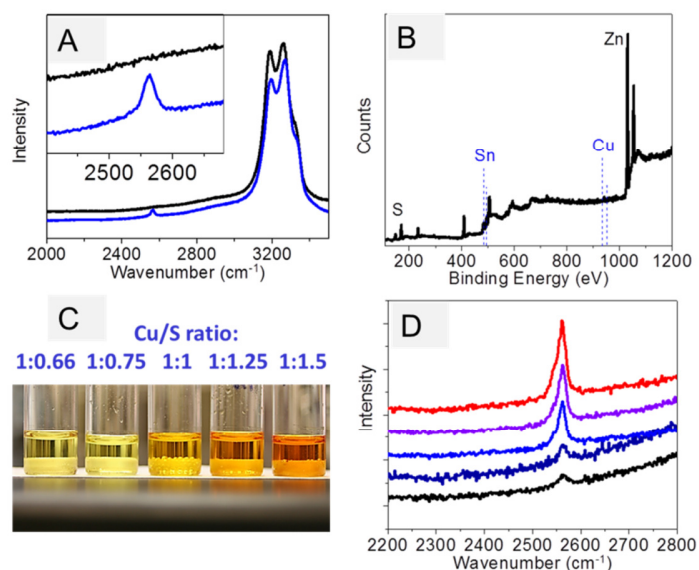 A
Intensity
2500 2600
2000 2400 2800 3200
Wavenumber (cm⁻¹)
B
Counts
Zn
Sn
Cu
S
200 400 600 800 1000 1200
Binding Energy (eV)
C
Cu/S ratio:
1:0.66 1:0.75 1:1 1:1.25 1:1.5
D
Intensity
2200 2300 2400 2500 2600 2700 2800
Wavenumber (cm⁻¹)